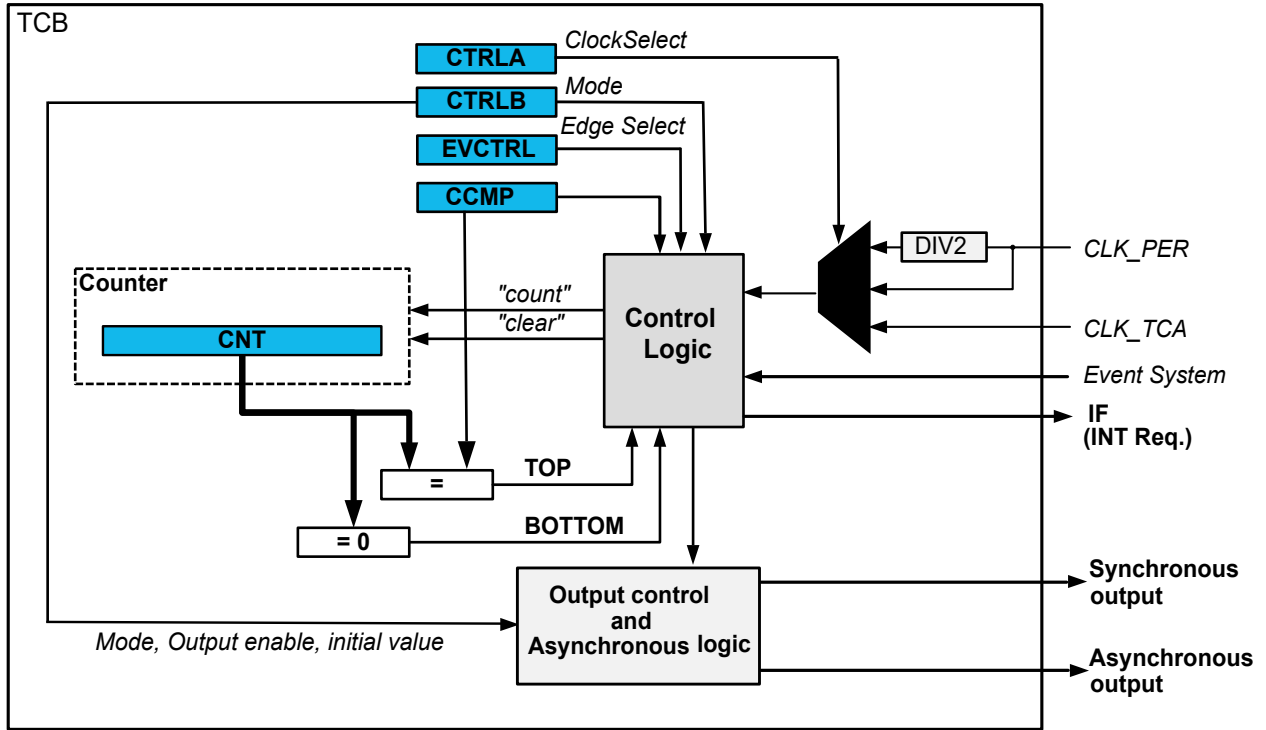 TCB
ClockSelect
CTRLA
Mode
CTRLB
Edge Select
EVCTRL
CCMP
DIV2
CLK_PER
Counter
"count"
CNT
"clear"
Control
Logic
CLK_TCA
Event System
IF
(INT Req.)
TOP
=
BOTTOM
= 0
Output control
and
Asynchronous logic
Synchronous
output
Mode, Output enable, initial value
Asynchronous
output